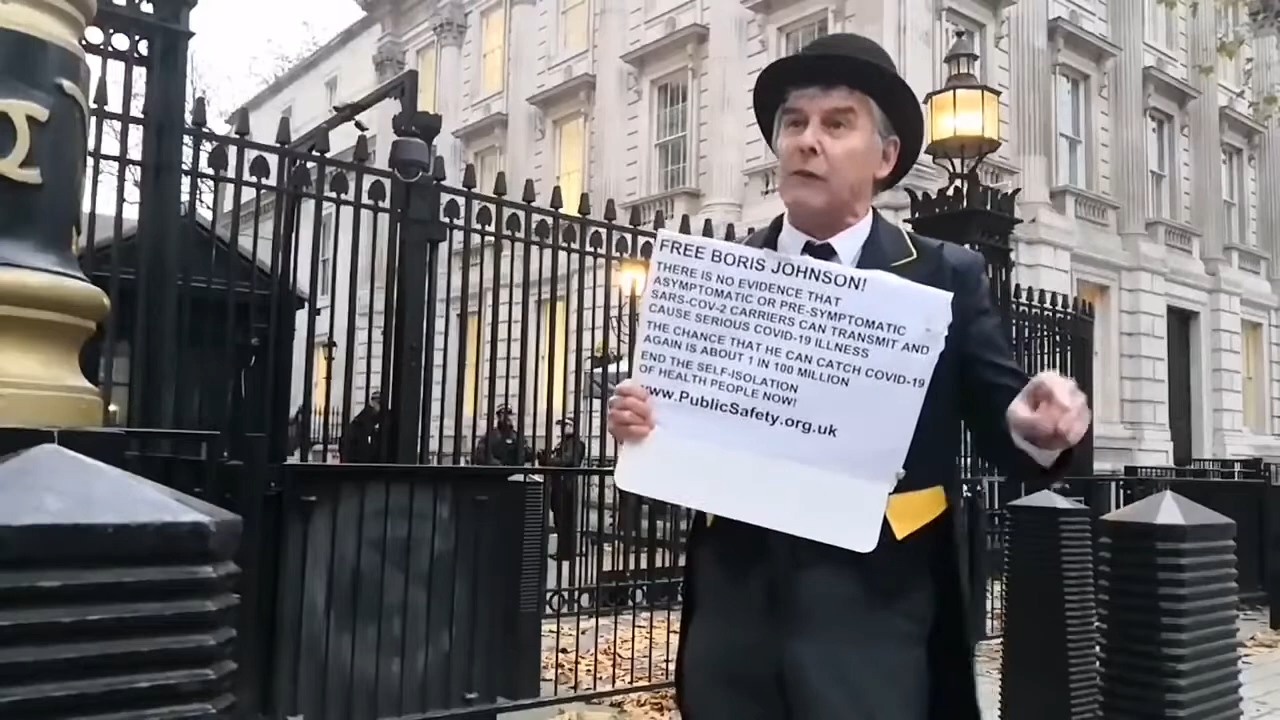 FREE BORIS JOHNSON!
THERE IS NO EVIDENCE THAT
ASYMPTOMATIC OR PRE-SYMPTOMATIC
SARS-COV-2 CARRIERS CAN TRANSMIT AND
CAUSE SERIOUS COVID-19 ILLNESS
THE CHANCE THAT HE CAN CATCH COVID-19
AGAIN IS ABOUT 1 IN 100 MILLION
END THE SELF-ISOLATION
OF HEALTH PEOPLE NOW!
www.PublicSafety.org.uk